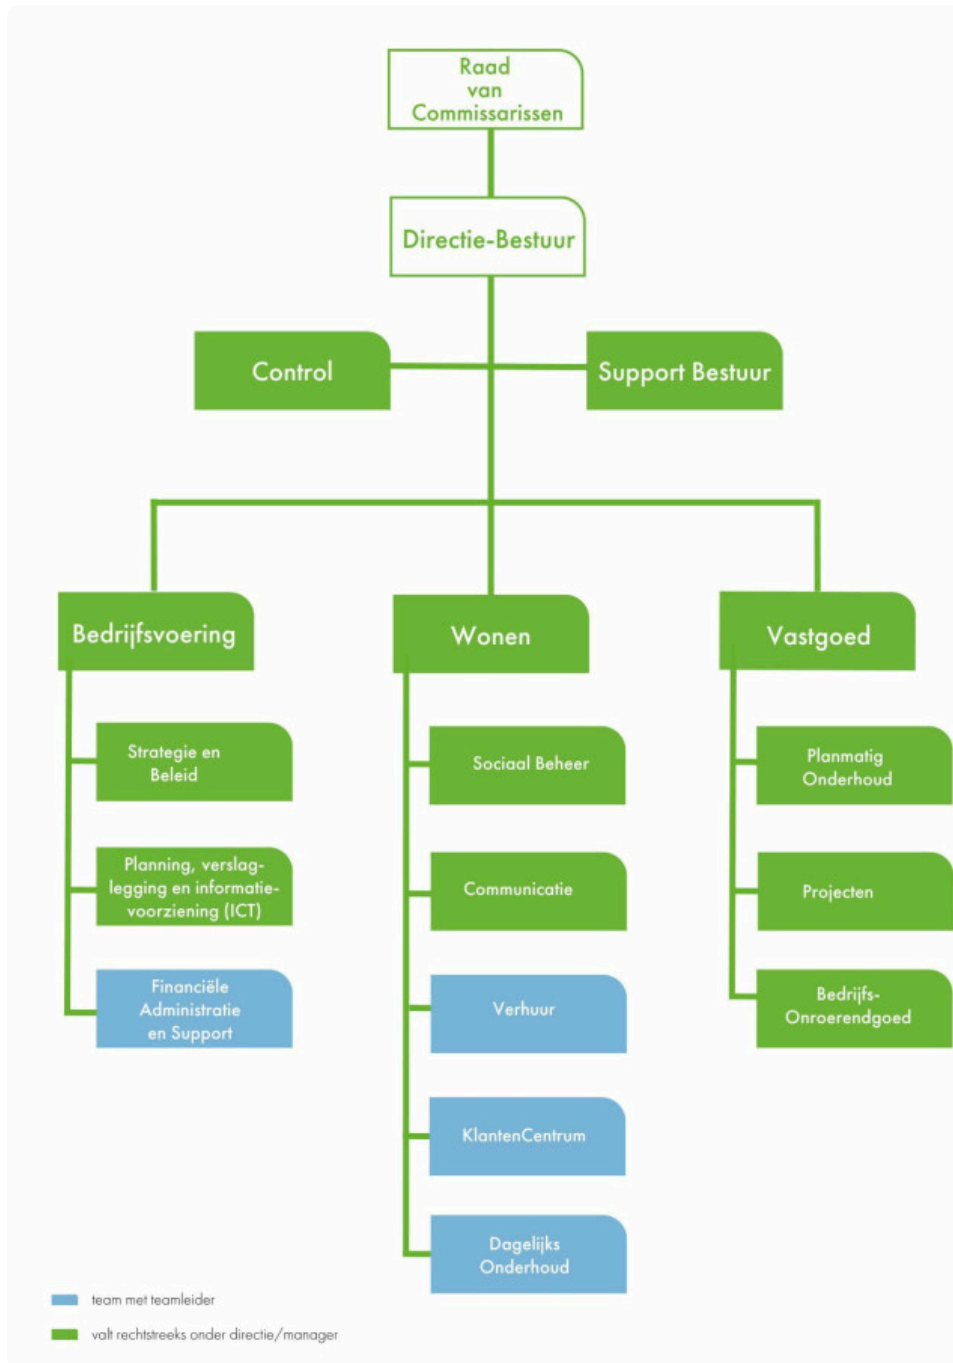 Raad
van
Commissarissen
Directie-Bestuur
Control
Support Bestuur
Bedrijfsvoering
Wonen
Vastgoed
Strategie en
Beleid
Planning, verslag-
legging en informatie-
voorziening (ICT)
Financiële
Administratie
en Support
Sociaal Beheer
Communicatie
Verhuur
KlantenCentrum
Dagelijks
Onderhoud
Planmatig
Onderhoud
Projecten
Bedrijfs-
Onroerendgoed
team met teamleider
valt rechtstreeks onder directie/manager